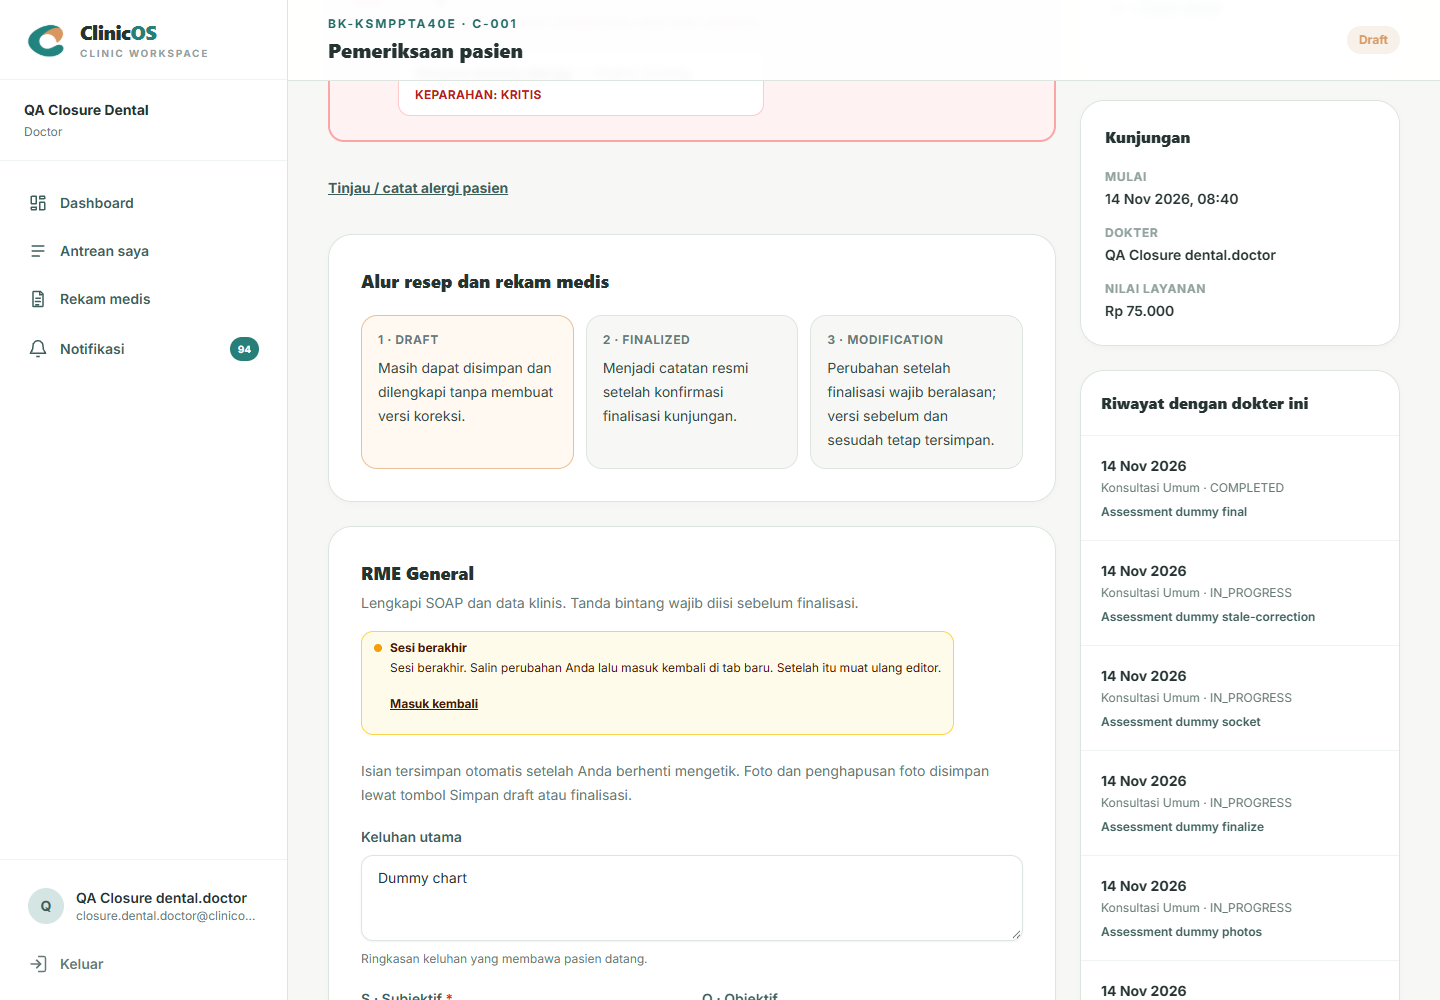 ClinicOS
CLINIC WORKSPACE
QA Closure Dental
Doctor
Dashboard
Antrean saya
Rekam medis
Notifikasi
94
Q
QA Closure dental.doctor
closure.dental.doctor@clinico...
Keluar
BK-KSMPPTA40E · C-001
Pemeriksaan pasien
Draft
KEPARAHAN: KRITIS
Tinjau / catat alergi pasien
Alur resep dan rekam medis
1 · DRAFT
Masih dapat disimpan dan
dilengkapi tanpa membuat
versi koreksi.
2 · FINALIZED
Menjadi catatan resmi
setelah konfirmasi
finalisasi kunjungan.
3 · MODIFICATION
Perubahan setelah
finalisasi wajib beralasan;
versi sebelum dan
sesudah tetap tersimpan.
RME General
Lengkapi SOAP dan data klinis. Tanda bintang wajib diisi sebelum finalisasi.
Sesi berakhir
Sesi berakhir. Salin perubahan Anda lalu masuk kembali di tab baru. Setelah itu muat ulang editor.
Masuk kembali
Isian tersimpan otomatis setelah Anda berhenti mengetik. Foto dan penghapusan foto disimpan
lewat tombol Simpan draft atau finalisasi.
Keluhan utama
Dummy chart
Ringkasan keluhan yang membawa pasien datang.
S · Subjektif *
O · Objektif
Kunjungan
MULAI
14 Nov 2026, 08:40
DOKTER
QA Closure dental.doctor
NILAI LAYANAN
Rp 75.000
Riwayat dengan dokter ini
14 Nov 2026
Konsultasi Umum · COMPLETED
Assessment dummy final
14 Nov 2026
Konsultasi Umum · IN_PROGRESS
Assessment dummy stale-correction
14 Nov 2026
Konsultasi Umum · IN_PROGRESS
Assessment dummy socket
14 Nov 2026
Konsultasi Umum · IN_PROGRESS
Assessment dummy finalize
14 Nov 2026
Konsultasi Umum · IN_PROGRESS
Assessment dummy photos
14 Nov 2026